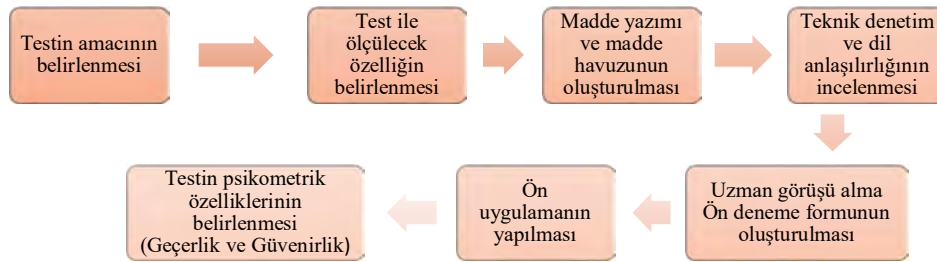 Testin amacının
belirlenmesi
Test ile
ölçülecek
özelliğin
belirlenmesi
Madde yazımı
ve madde
havuzunun
oluşturulması
Teknik denetim
ve dil
anlaşılırlığının
incelenmesi
Uzman görüşü alma
Ön deneme formunun
oluşturulması
Ön
uygulamanın
yapılması
Testin psikometrik
özelliklerinin
belirlenmesi
(Geçerlik ve Güvenirlik)